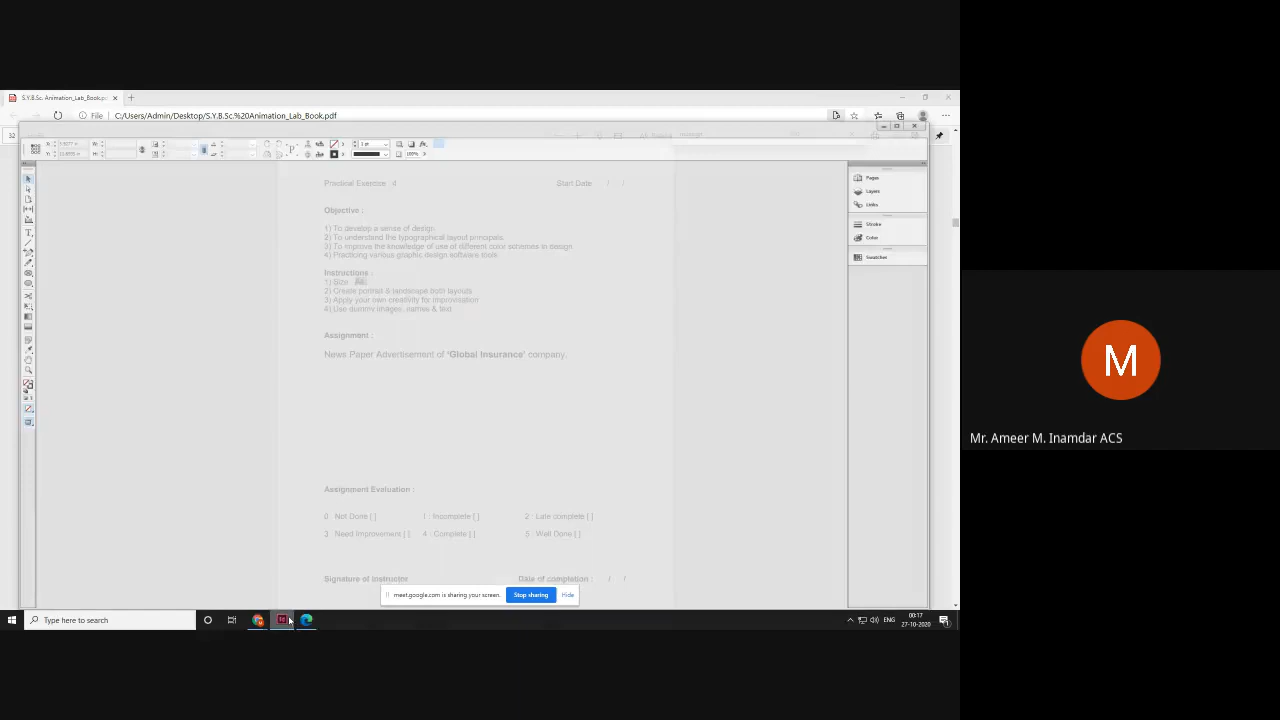 S.Y.B.Sc. Animation_Lab_Book.p
File C:/Users/Admin/Desktop/S.Y.B.Sc.%20Animation_Lab_Book.pdf
32
X:
Y:
W:
H:
1 pt
100%
Practical Exercise 4 Start Date / /
Objective :
1) To develop a sense of design
2) To understand the typographical layout principals.
3) To improve the knowledge of use of different color schemes in design
4) Practicing various graphic design software tools
Instructions :
1) Size
2) Create portrait & landscape both layouts
3) Apply your own creativity for improvisation
4) Use dummy images, names & text
Assignment :
News Paper Advertisement of 'Global Insurance' company.
Assignment Evaluation :
0 : Not Done [ ] 1 : Incomplete [ ] 2 : Late complete [ ]
3 : Need Improvement [ ] 4 : Complete [ ] 5 : Well Done [ ]
Signature of Instructor Date of completion : / /
Pages
Layers
Links
Stroke
Color
Swatches
meet.google.com is sharing your screen. Stop sharing Hide
Type here to search
ENG
00:17
27-10-2020
M
Mr. Ameer M. Inamdar ACS